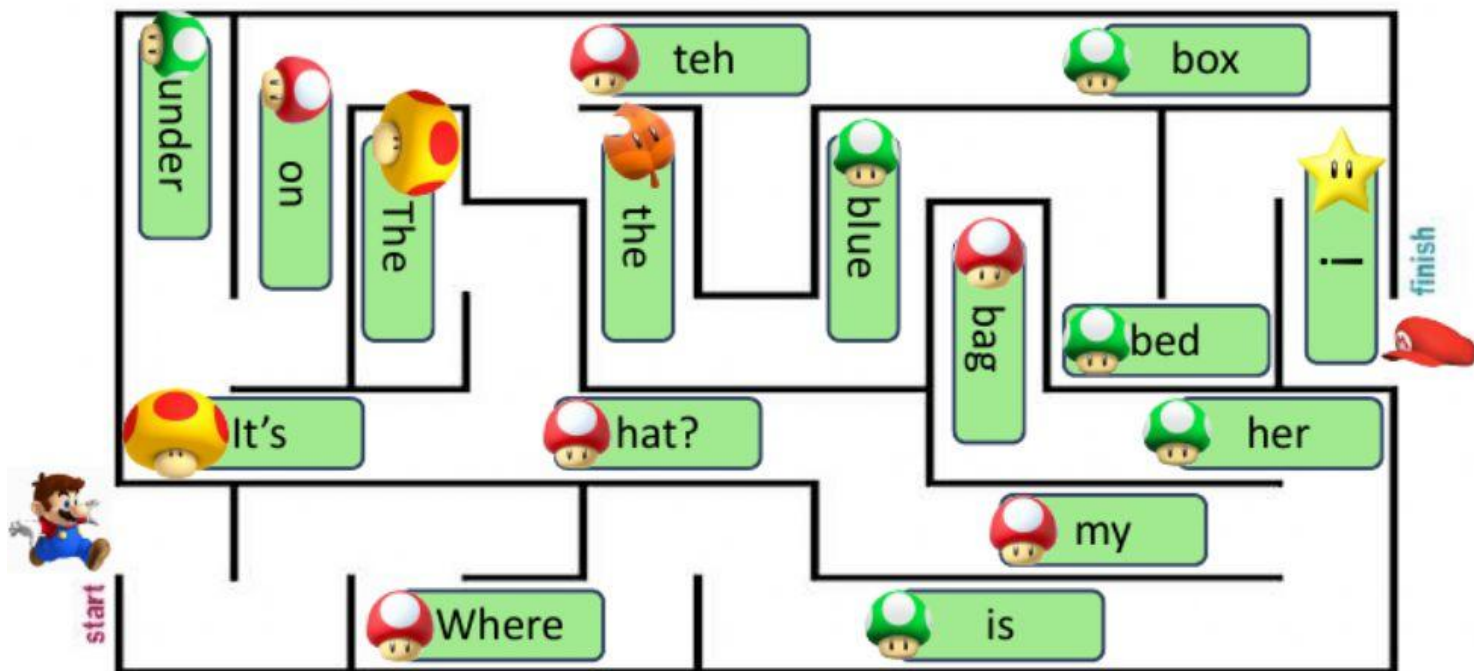 teh
box
under
on
The
the
blue
i
finish
bag
bed
It's
hat?
her
my
start
Where
is